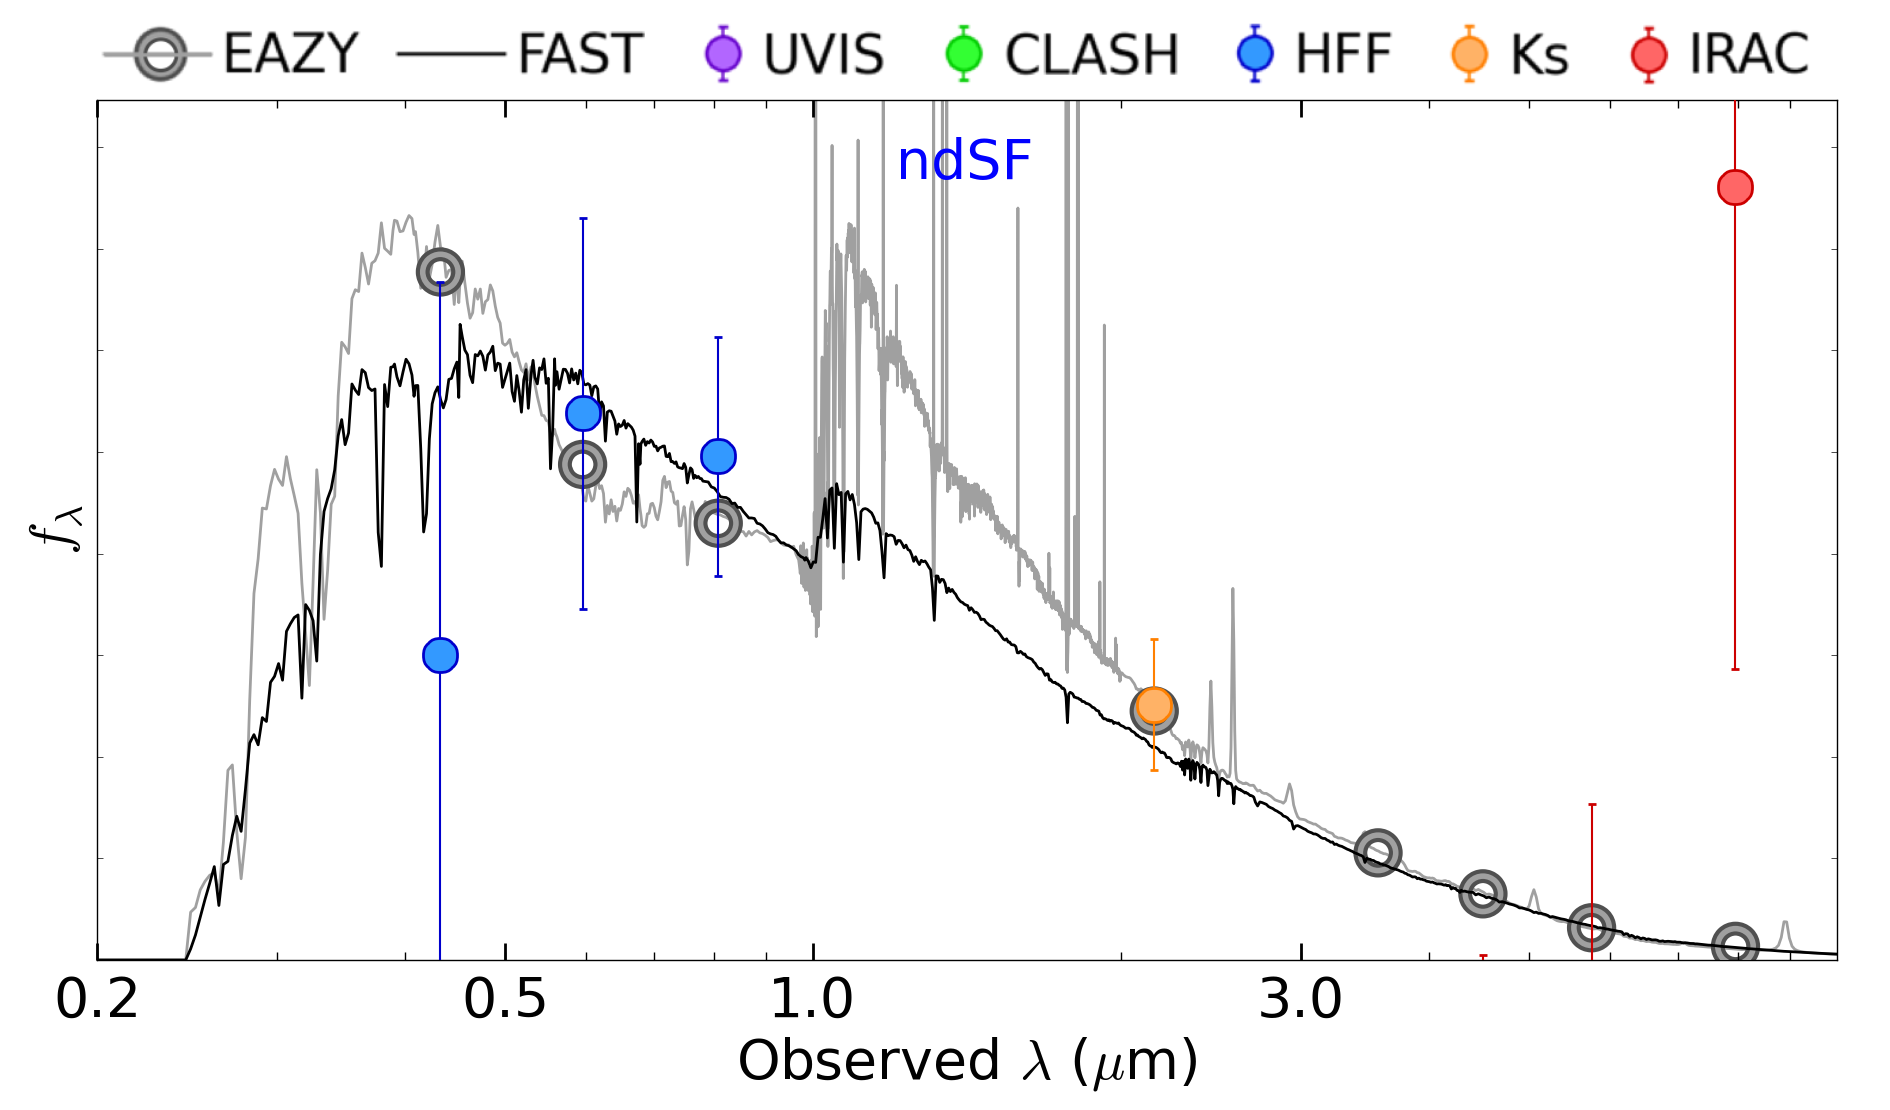 EAZY FAST UVIS CLASH HFF Ks IRAC
ndSF
fλ
0.2 0.5 1.0 3.0
Observed λ (μm)